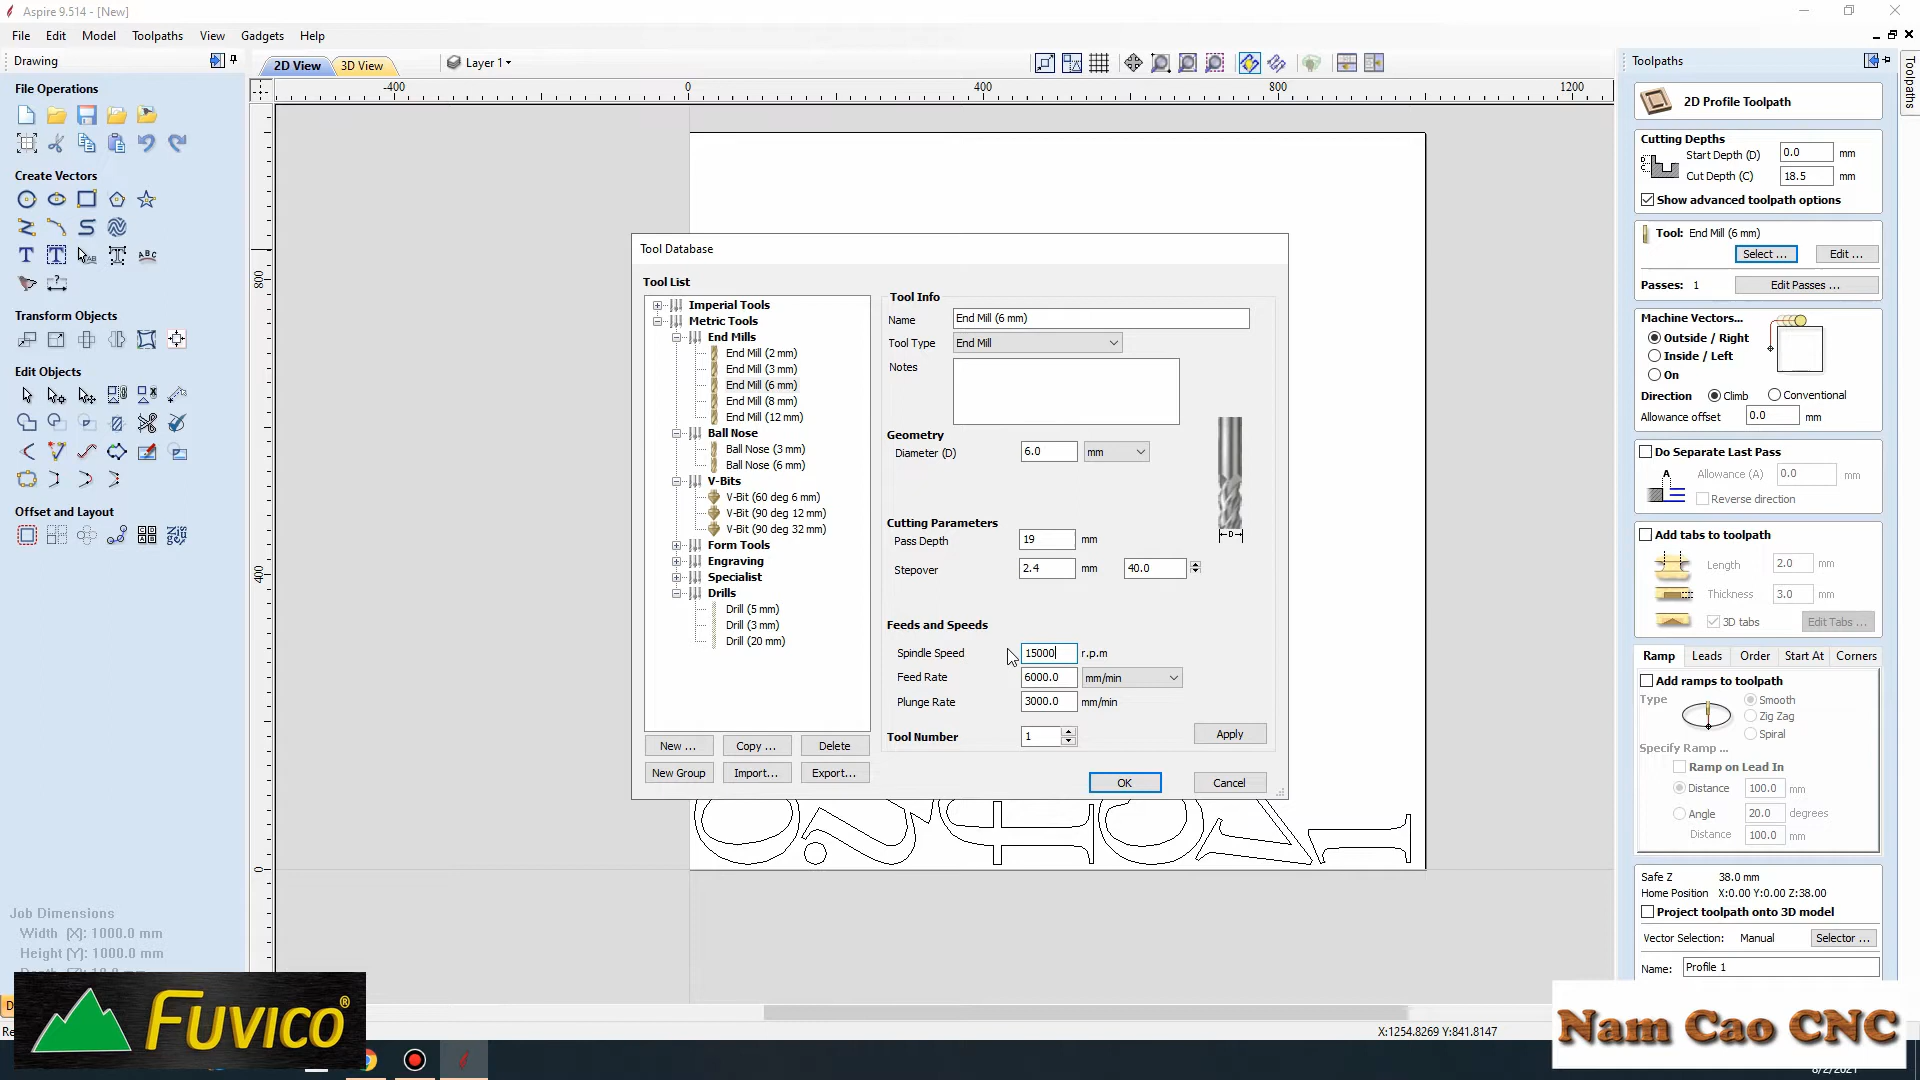 Aspire 9.514 - [New]
File Edit Model Toolpaths View Gadgets Help
Drawing
File Operations
Create Vectors
Transform Objects
Edit Objects
Offset and Layout
Job Dimensions
Width (X): 1000.0 mm
Height (Y): 1000.0 mm
2D View 3D View Layer 1
-400 0 400 800 1200
800
400
0
Tool Database
Tool List
Imperial Tools
Metric Tools
End Mills
End Mill (2 mm)
End Mill (3 mm)
End Mill (6 mm)
End Mill (8 mm)
End Mill (12 mm)
Ball Nose
Ball Nose (3 mm)
Ball Nose (6 mm)
V-Bits
V-Bit (60 deg 6 mm)
V-Bit (90 deg 12 mm)
V-Bit (90 deg 32 mm)
Form Tools
Engraving
Specialist
Drills
Drill (5 mm)
Drill (3 mm)
Drill (20 mm)
New ... Copy ... Delete
New Group Import... Export...
Tool Info
Name End Mill (6 mm)
Tool Type End Mill
Notes
Geometry
Diameter (D) 6.0 mm
D
Cutting Parameters
Pass Depth 19 mm
Stepover 2.4 mm 40.0
Feeds and Speeds
Spindle Speed 15000 r.p.m
Feed Rate 6000.0 mm/min
Plunge Rate 3000.0 mm/min
Tool Number 1 Apply
OK Cancel
Toolpaths
Toolpaths
2D Profile Toolpath
Cutting Depths
Start Depth (D) 0.0 mm
Cut Depth (C) 18.5 mm
Show advanced toolpath options
Tool: End Mill (6 mm)
Select ... Edit ...
Passes: 1 Edit Passes ...
Machine Vectors...
Outside / Right
Inside / Left
On
Direction Climb Conventional
Allowance offset 0.0 mm
Do Separate Last Pass
A Allowance (A) 0.0 mm
Reverse direction
Add tabs to toolpath
Length 2.0 mm
Thickness 3.0 mm
3D tabs Edit Tabs ...
Ramp Leads Order Start At Corners
Add ramps to toolpath
Type Smooth
Zig Zag
Spiral
Specify Ramp ...
Ramp on Lead In
Distance 100.0 mm
Angle 20.0 degrees
Distance 100.0 mm
Safe Z 38.0 mm
Home Position X:0.00 Y:0.00 Z:38.00
Project toolpath onto 3D model
Vector Selection: Manual Selector ...
Name: Profile 1
X:1254.8269 Y:841.8147
FUVICO®
Nam Cao CNC